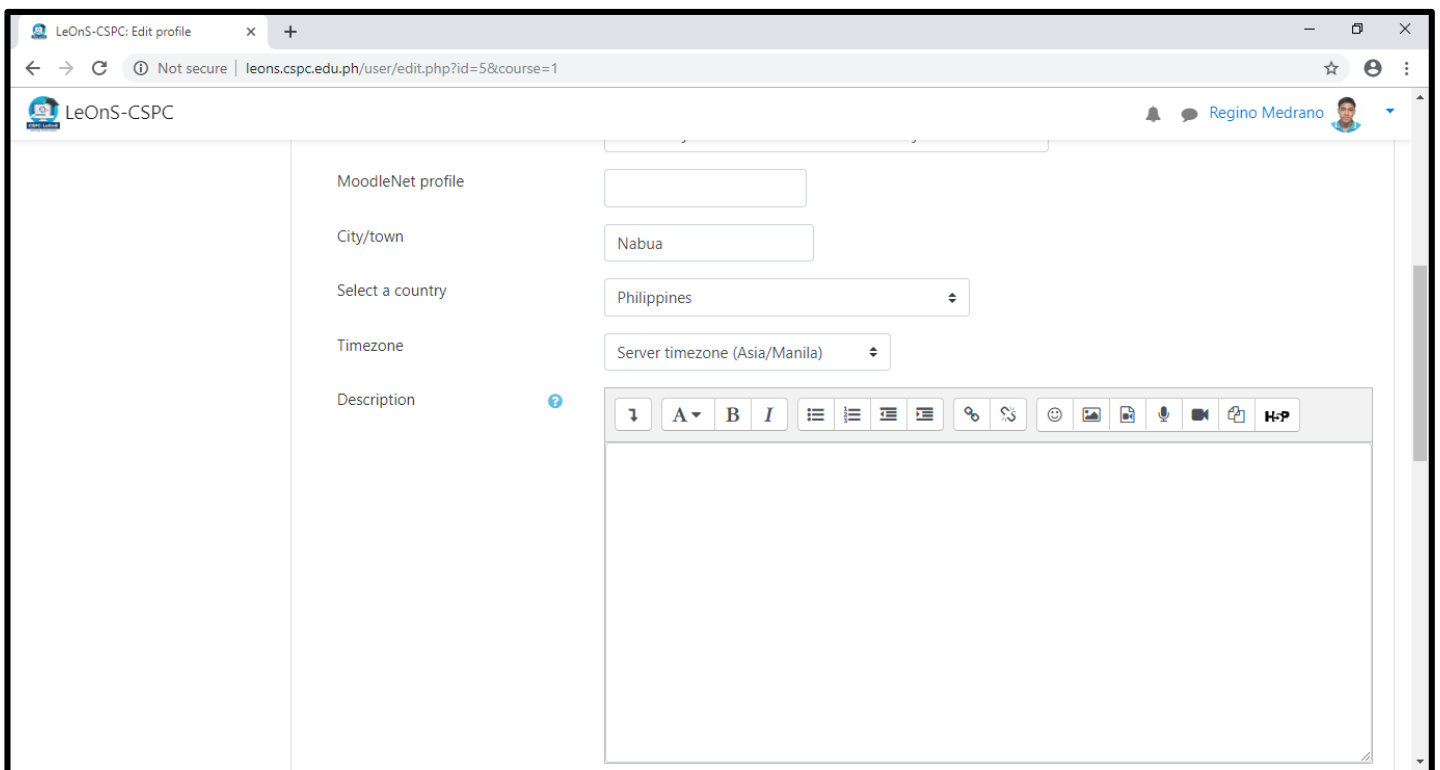 LeOnS-CSPC: Edit profile
Not secure | leons.cspc.edu.ph/user/edit.php?id=5&course=1
LeOnS-CSPC
Regino Medrano
MoodleNet profile
City/town
Nabua
Select a country
Philippines
Timezone
Server timezone (Asia/Manila)
Description
A B I
H-P